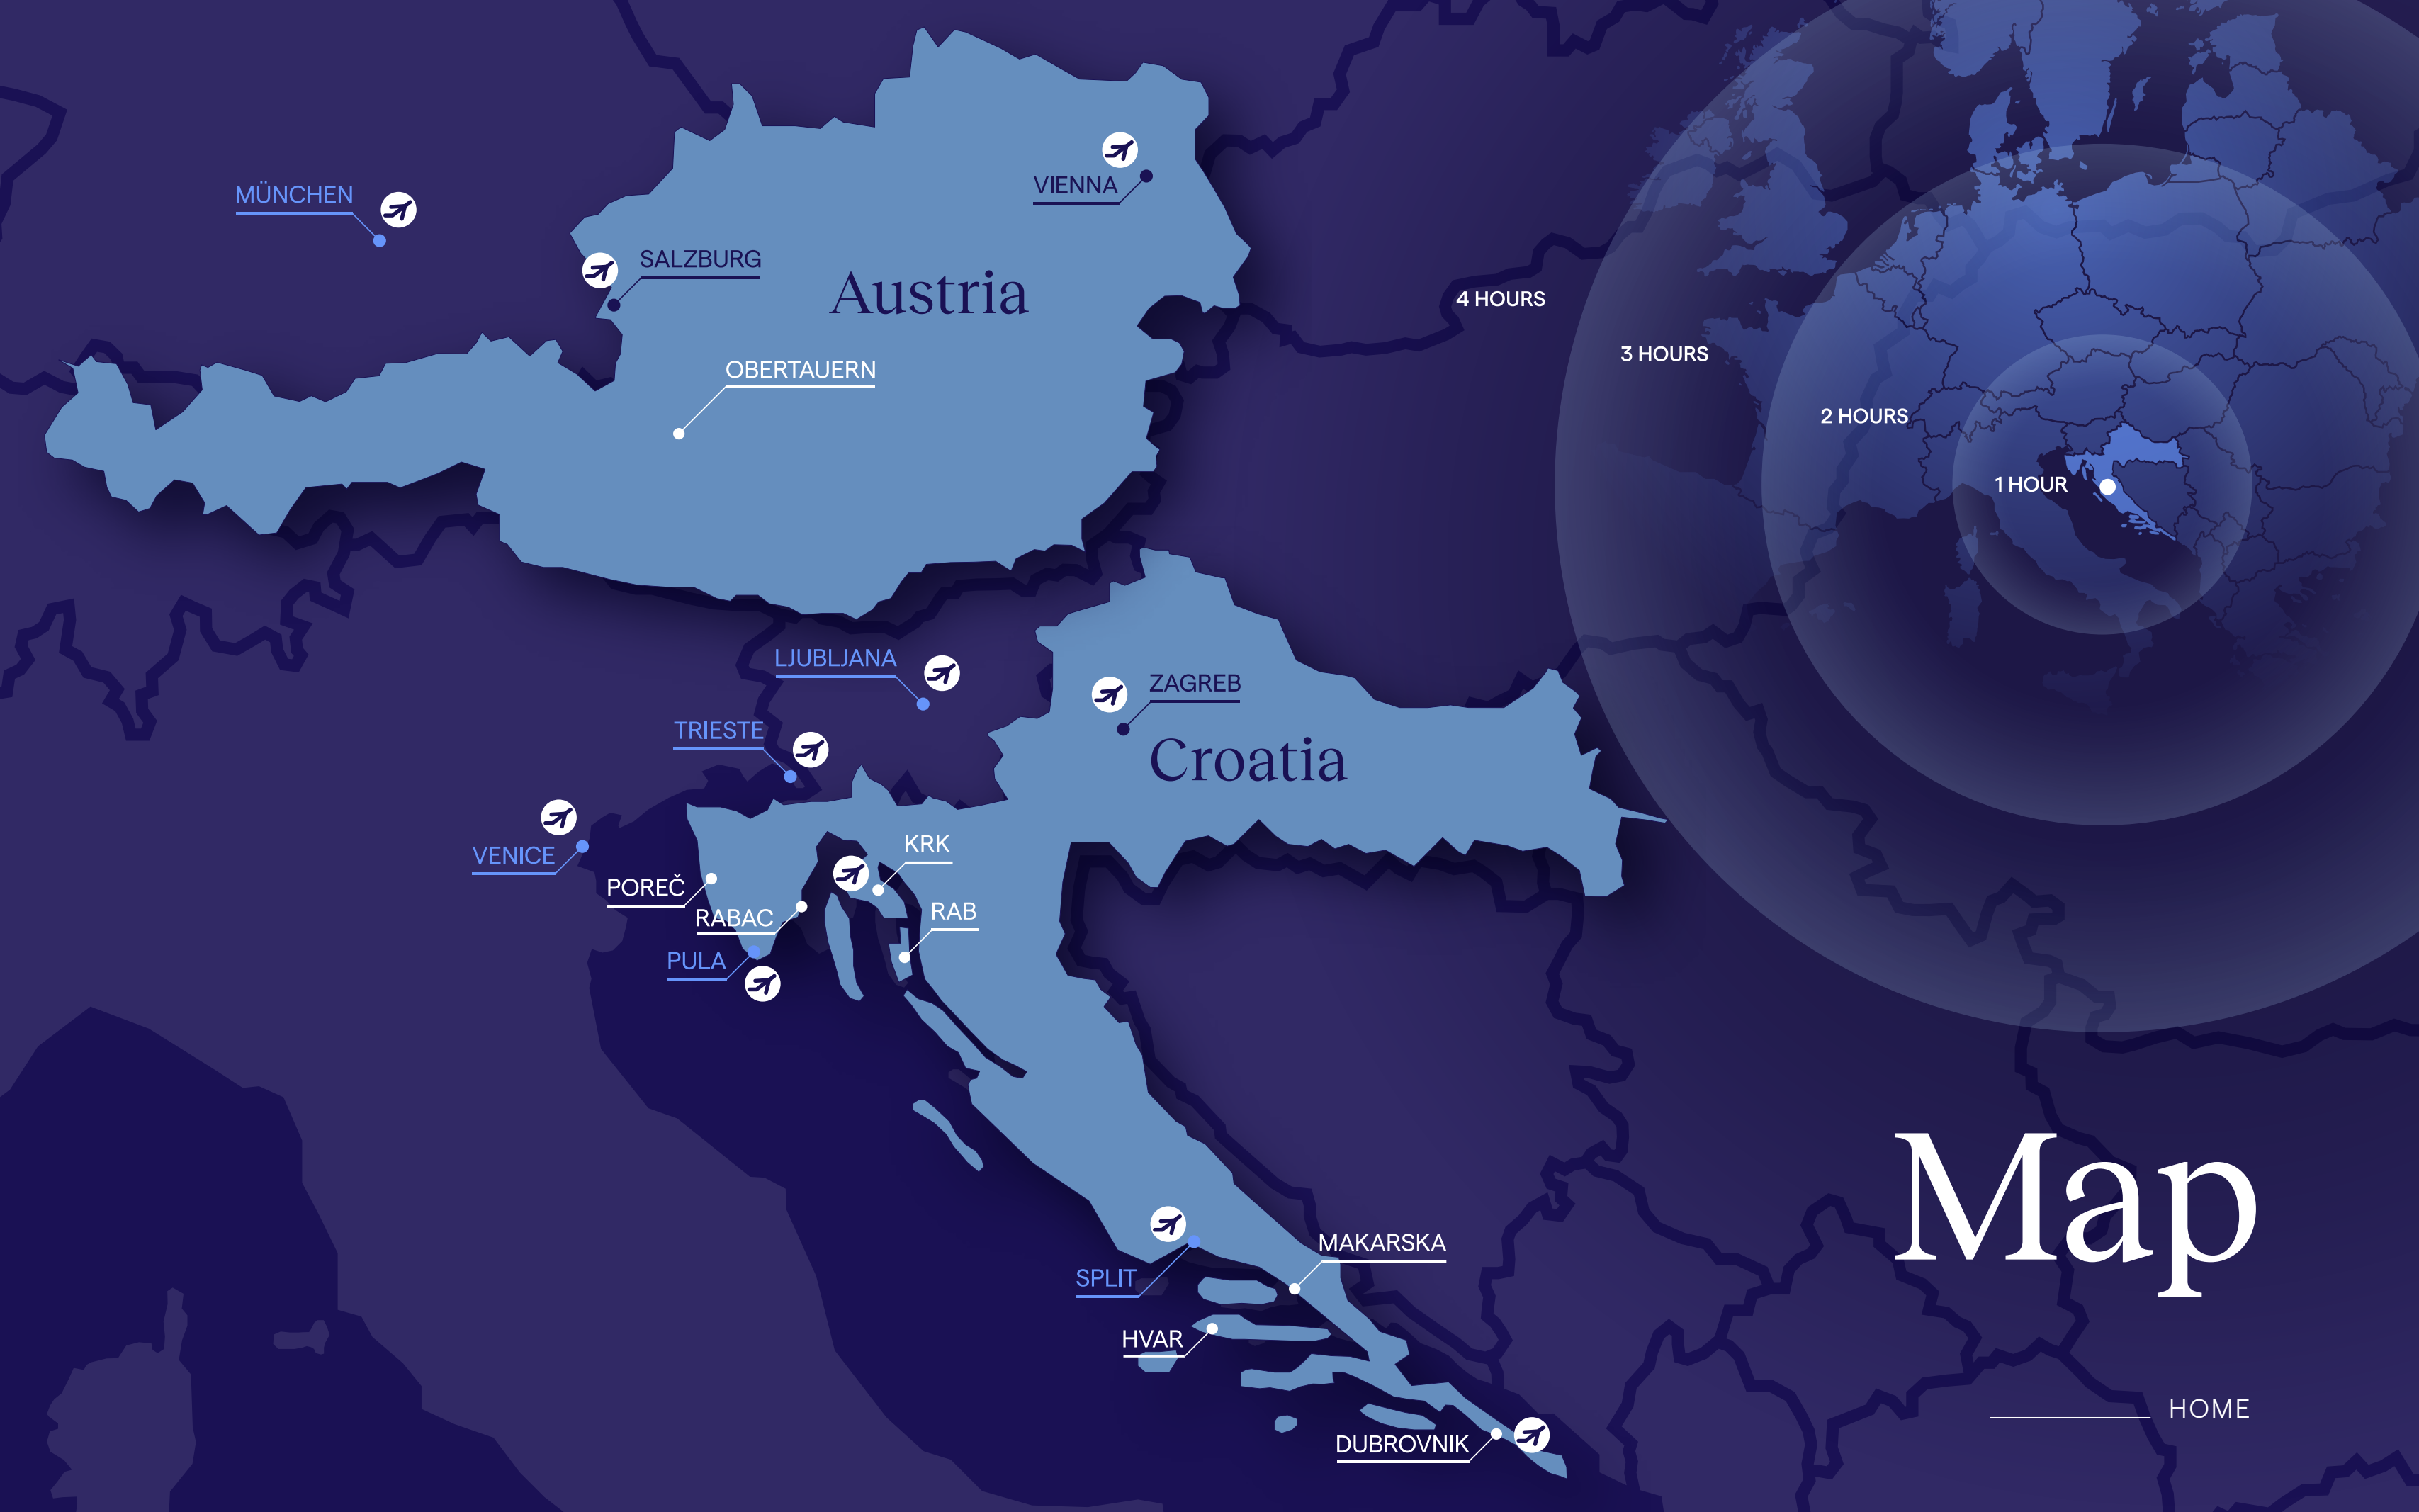 MÜNCHEN
VIENNA
SALZBURG
Austria
OBERTAUERN
4 HOURS
3 HOURS
2 HOURS
1 HOUR
LJUBLJANA
ZAGREB
TRIESTE
Croatia
KRK
VENICE
POREČ
RABAC
RAB
PULA
Map
MAKARSKA
SPLIT
HVAR
HOME
DUBROVNIK